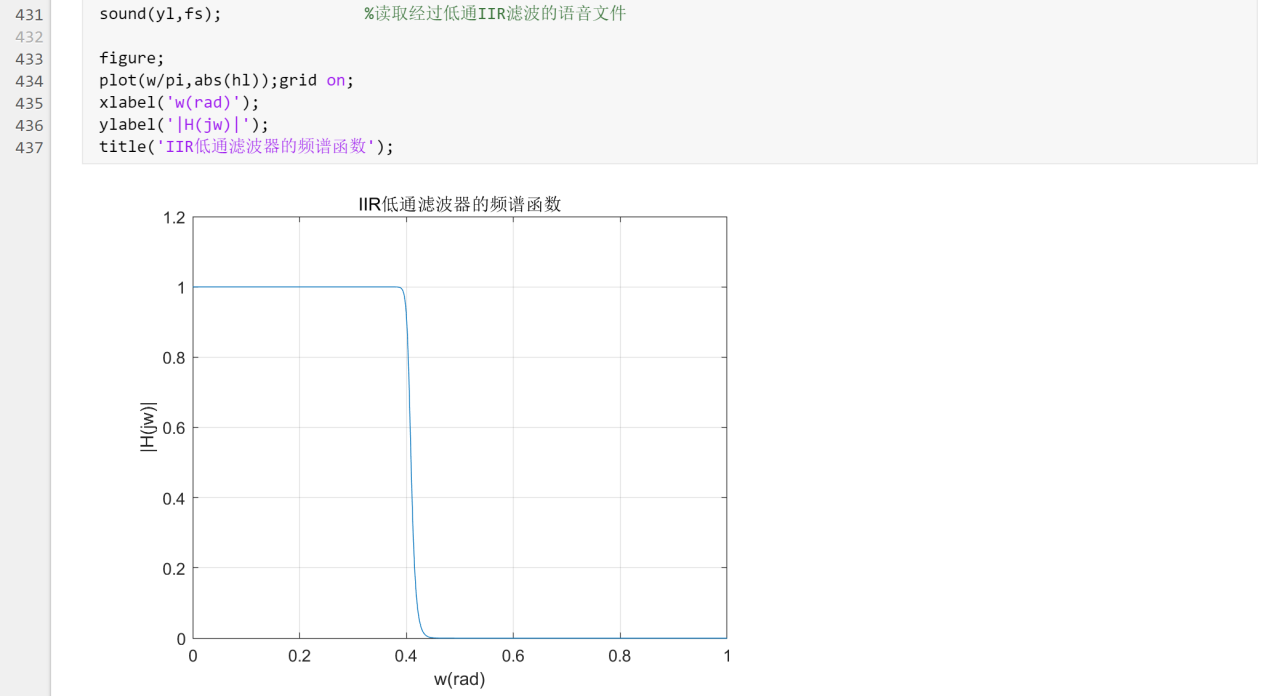 431 sound(yl,fs); %读取经过低通IIR滤波的语音文件
432
433 figure;
434 plot(w/pi,abs(hl));grid on;
435 xlabel('w(rad)');
436 ylabel('|H(jw)|');
437 title('IIR低通滤波器的频谱函数');
IIR低通滤波器的频谱函数
1.2
1
0.8
0.6
0.4
0.2
0
|H(jw)|
0 0.2 0.4 0.6 0.8 1
w(rad)